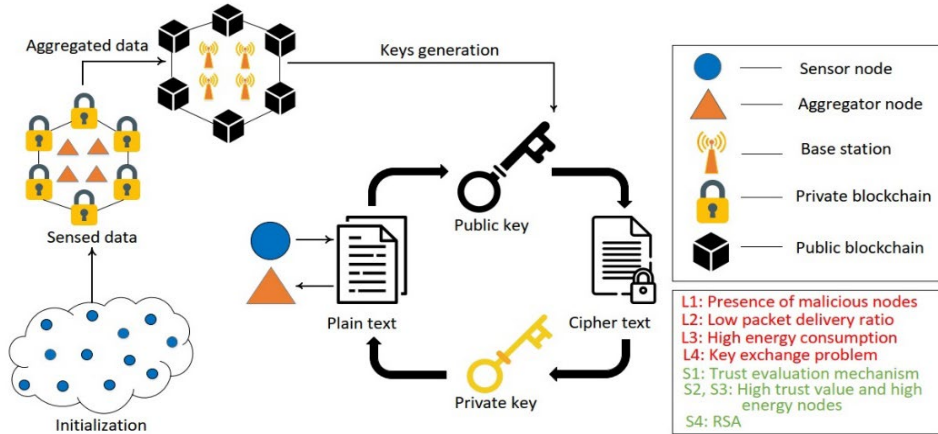 Aggregated data
Keys generation
Sensed data
Initialization
Public key
Plain text
Cipher text
Private key
Sensor node
Aggregator node
Base station
Private blockchain
Public blockchain
L1: Presence of malicious nodes
L2: Low packet delivery ratio
L3: High energy consumption
L4: Key exchange problem
S1: Trust evaluation mechanism
S2, S3: High trust value and high
energy nodes
S4: RSA